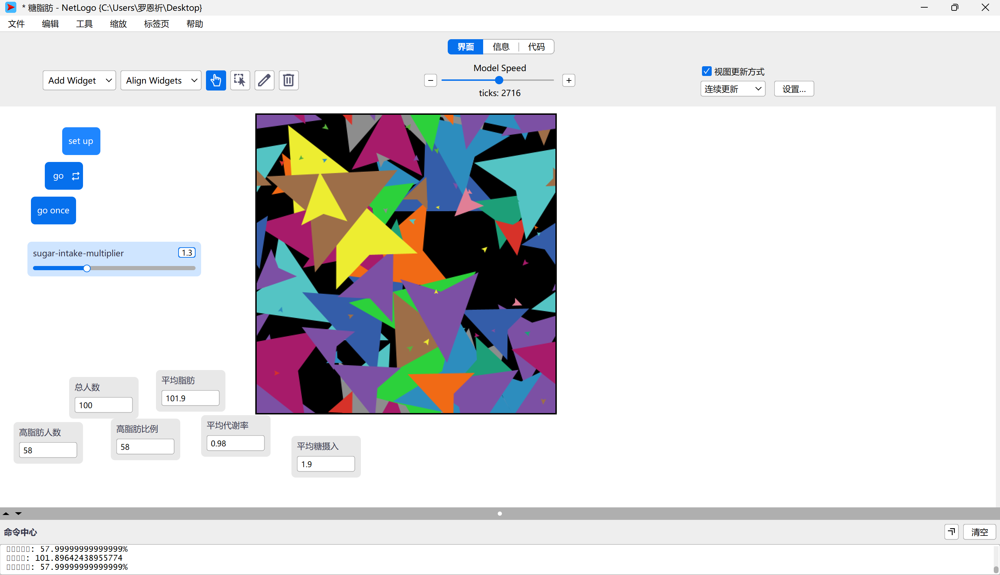 * 糖脂肪 - NetLogo {C:\Users\罗恩祈\Desktop}
文件 编辑 工具 缩放 标签页 帮助
界面 信息 代码
Add Widget Align Widgets
Model Speed
ticks: 2716
视图更新方式
连续更新 设置...
set up
go
go once
sugar-intake-multiplier 1.3
总人数
100
平均脂肪
101.9
高脂肪人数
58
高脂肪比例
58
平均代谢率
0.98
平均糖摄入
1.9
命令中心
清空
: 57.99999999999999%
: 101.89642438955774
: 57.99999999999999%